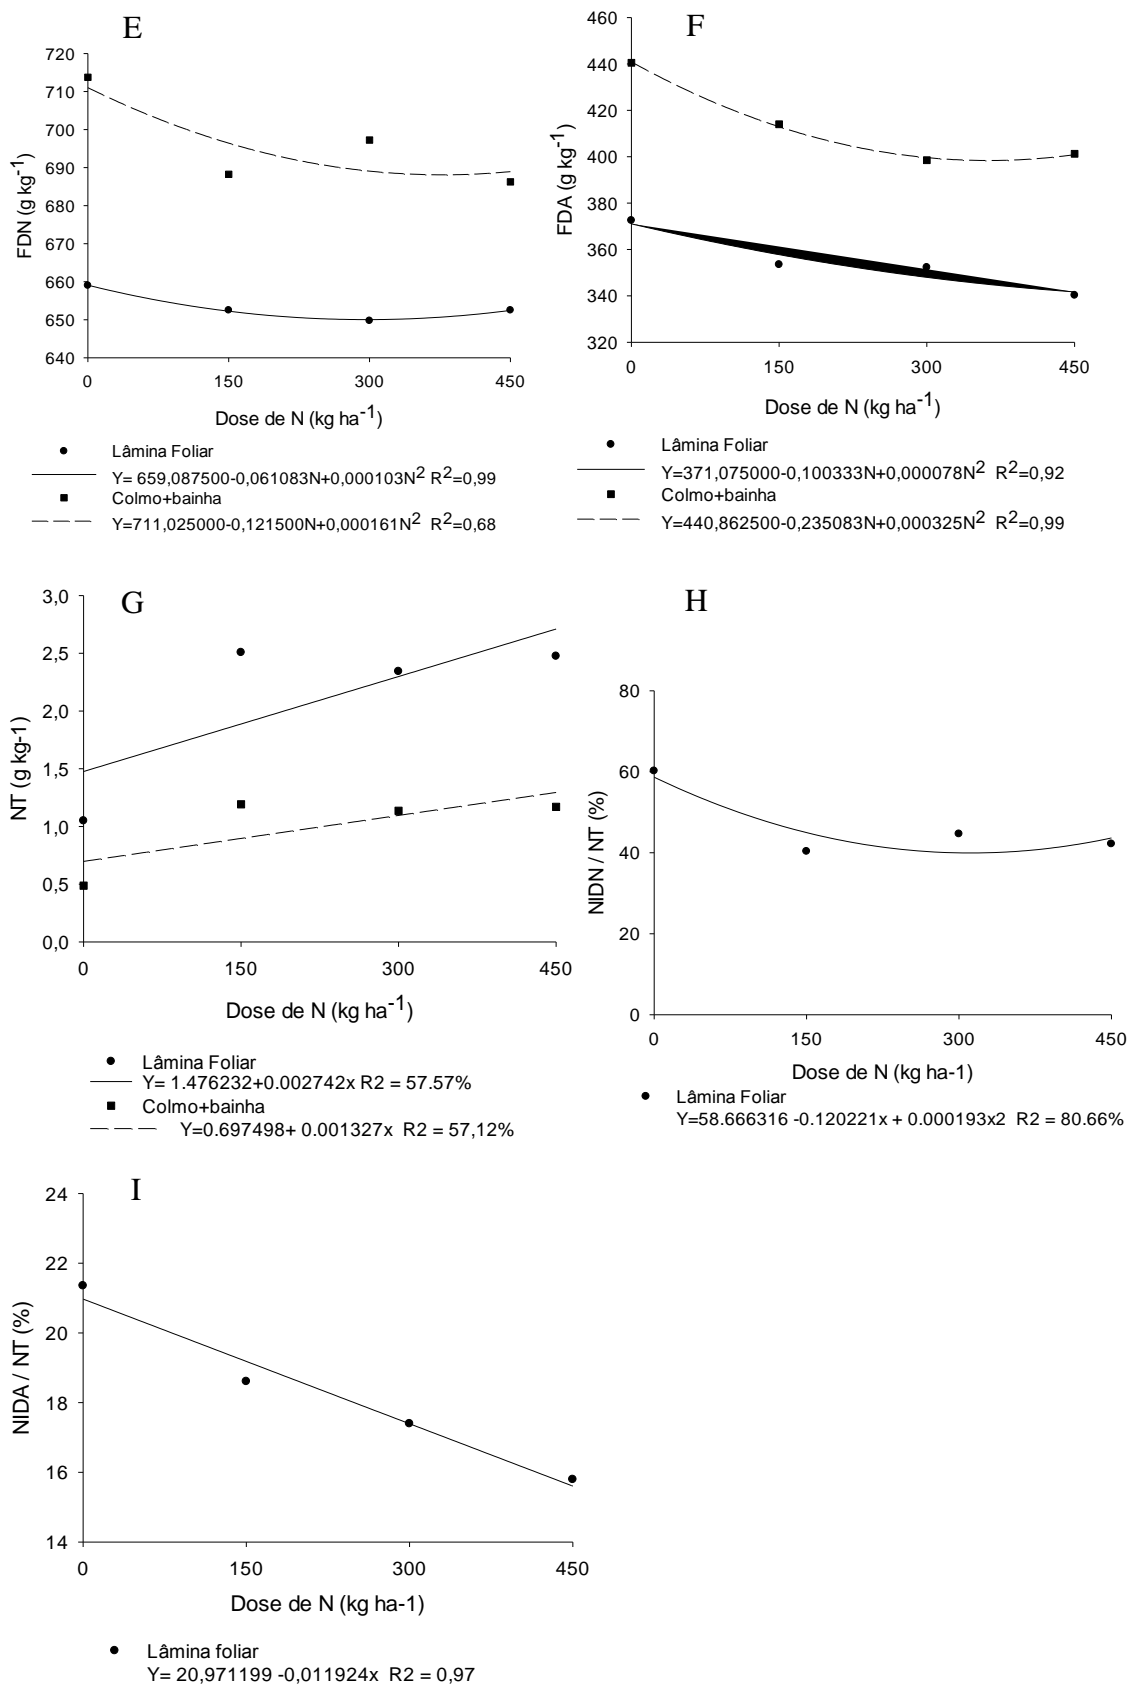 E
720
710
700
690
680
670
660
650
640
FDN (g kg-1)
0 150 300 450
Dose de N (kg ha-1)
Lâmina Foliar
Y= 659,087500-0,061083N+0,000103N2 R2=0,99
Colmo+bainha
Y=711,025000-0,121500N+0,000161N2 R2=0,68
F
460
440
420
400
380
360
340
320
FDA (g kg-1)
0 150 300 450
Dose de N (kg ha-1)
Lâmina Foliar
Y=371,075000-0,100333N+0,000078N2 R2=0,92
Colmo+bainha
Y=440,862500-0,235083N+0,000325N2 R2=0,99
G
3,0
2,5
2,0
1,5
1,0
0,5
0,0
NT (g kg-1)
0 150 300 450
Dose de N (kg ha-1)
Lâmina Foliar
Y= 1.476232+0.002742x R2 = 57.57%
Colmo+bainha
Y=0.697498+ 0.001327x R2 = 57,12%
H
80
60
40
20
0
NIDN / NT (%)
0 150 300 450
Dose de N (kg ha-1)
Lâmina Foliar
Y=58.666316 -0.120221x + 0.000193x2 R2 = 80.66%
I
24
22
20
18
16
14
NIDA / NT (%)
0 150 300 450
Dose de N (kg ha-1)
Lâmina foliar
Y= 20,971199 -0,011924x R2 = 0,97